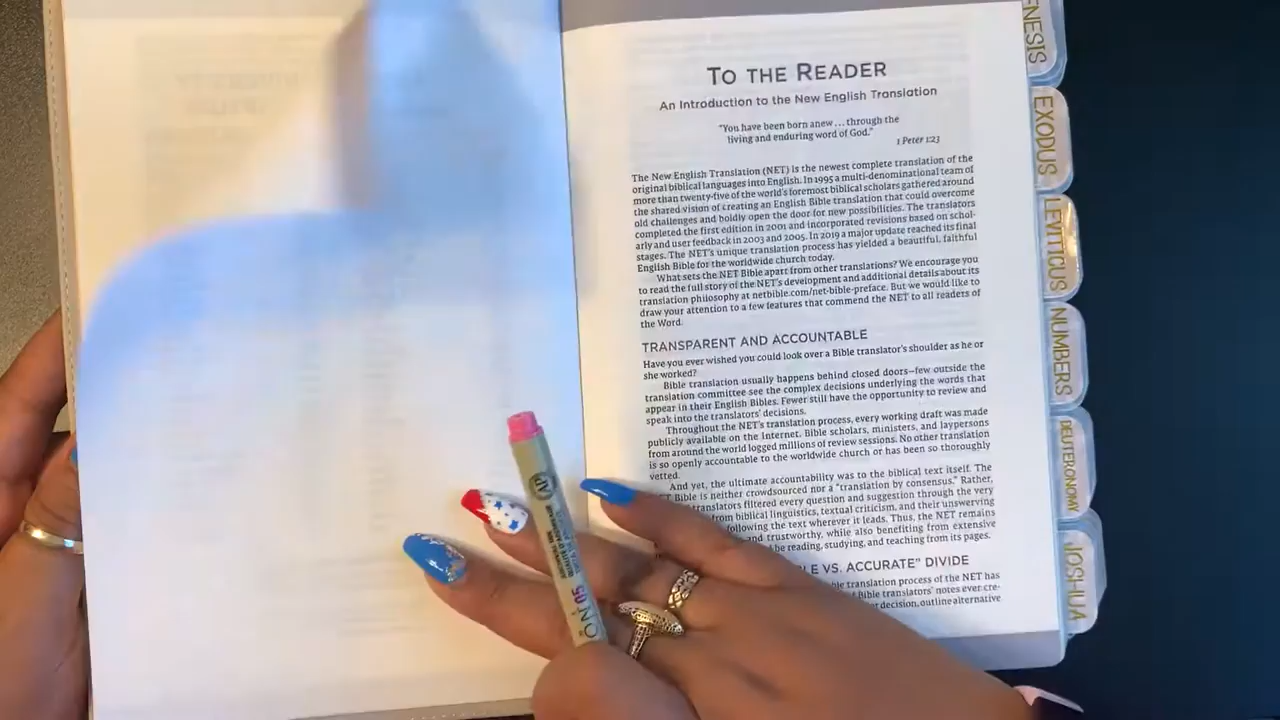 TO THE READER
An Introduction to the New English Translation
"You have been born anew ... through the
living and enduring word of God."
1 Peter 1:23
The New English Translation (NET) is the newest complete translation of the
original biblical languages into English. In 1995 a multi-denominational team of
more than twenty-five of the world's foremost biblical scholars gathered around
the shared vision of creating an English Bible translation that could overcome
old challenges and boldly open the door for new possibilities. The translators
completed the first edition in 2001 and incorporated revisions based on schol-
arly and user feedback in 2003 and 2005. In 2019 a major update reached its final
stages. The NET's unique translation process has yielded a beautiful, faithful
English Bible for the worldwide church today.
What sets the NET Bible apart from other translations? We encourage you
to read the full story of the NET's development and additional details about its
translation philosophy at netbible.com/net-bible-preface. But we would like to
draw your attention to a few features that commend the NET to all readers of
the Word.
TRANSPARENT AND ACCOUNTABLE
Have you ever wished you could look over a Bible translator's shoulder as he or
she worked?
Bible translation usually happens behind closed doors—few outside the
translation committee see the complex decisions underlying the words that
appear in their English Bibles. Fewer still have the opportunity to review and
speak into the translators' decisions.
Throughout the NET's translation process, every working draft was made
publicly available on the Internet. Bible scholars, ministers, and laypersons
from around the world logged millions of review sessions. No other translation
is so openly accountable to the worldwide church or has been so thoroughly
vetted.
And yet, the ultimate accountability was to the biblical text itself. The
Bible is neither crowdsourced nor a "translation by consensus." Rather,
translators filtered every question and suggestion through the very
from biblical linguistics, textual criticism, and their unswerving
following the text wherever it leads. Thus, the NET remains
and trustworthy, while also benefiting from extensive
be reading, studying, and teaching from its pages.
VS. ACCURATE" DIVIDE
translation process of the NET has
Bible translators' notes ever cre-
decision, outline alternative
NESIS
EXODUS
LEVITICUS
NUMBERS
DEUTERONOMY
JOSHUA
05